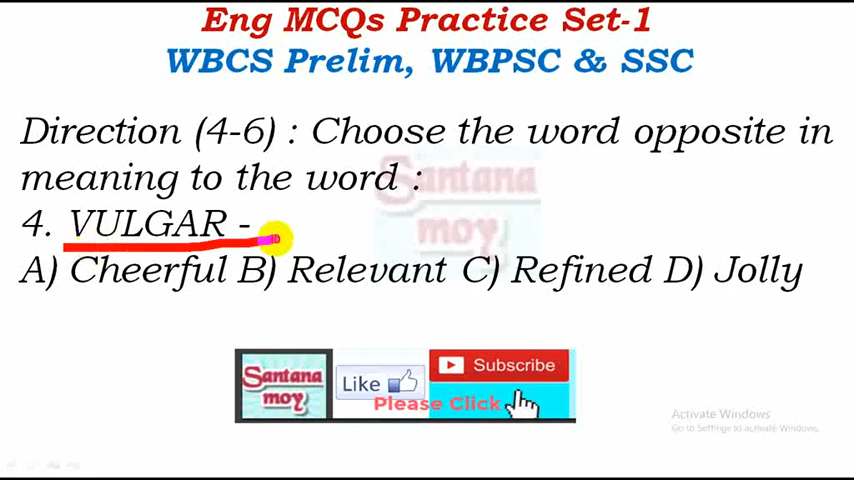 Eng MCQs Practice Set-1
WBCS Prelim, WBPSC & SSC
Direction (4-6) : Choose the word opposite in
meaning to the word :
Santana
moy
4. VULGAR -
A) Cheerful B) Relevant C) Refined D) Jolly
Santana
moy
Like
Subscribe
Please Click
Activate Windows
Go to Settings to activate Windows.